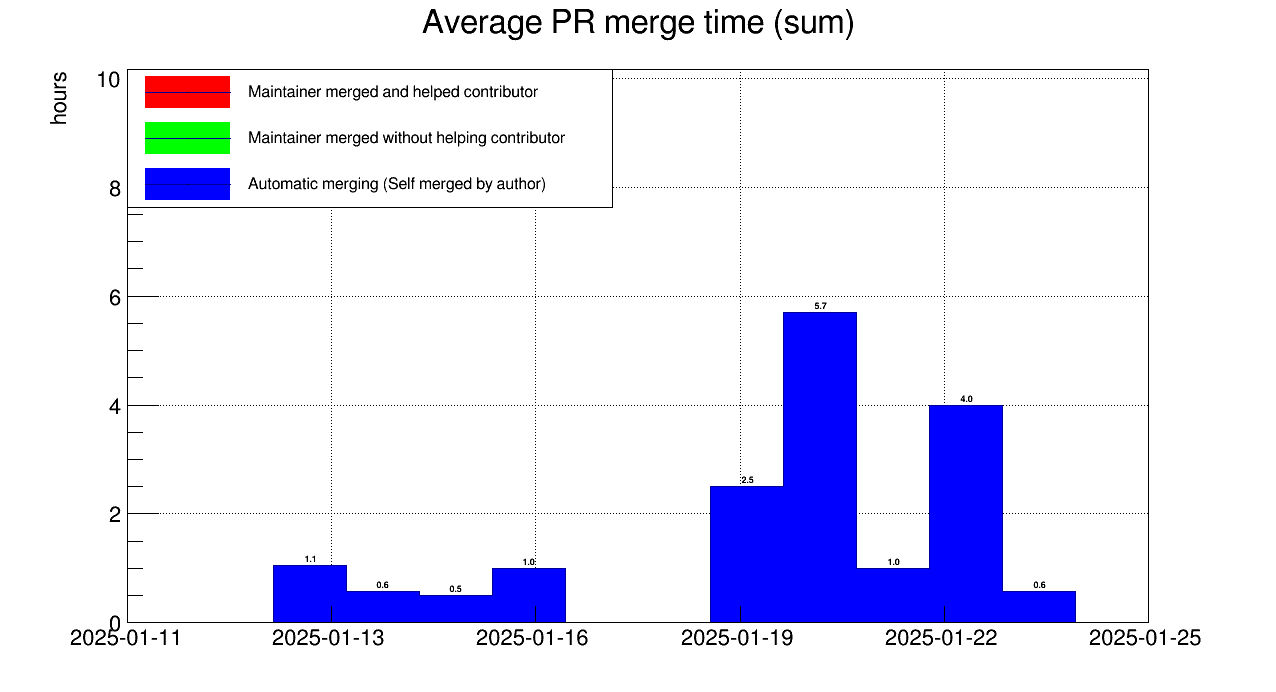 Average PR merge time (sum)
hours
10
8
6
4
2
0
Maintainer merged and helped contributor
Maintainer merged without helping contributor
Automatic merging (Self merged by author)
1.1
0.6
0.5
1.0
2.5
5.7
1.0
4.0
0.6
2025-01-11 2025-01-13 2025-01-16 2025-01-19 2025-01-22 2025-01-25